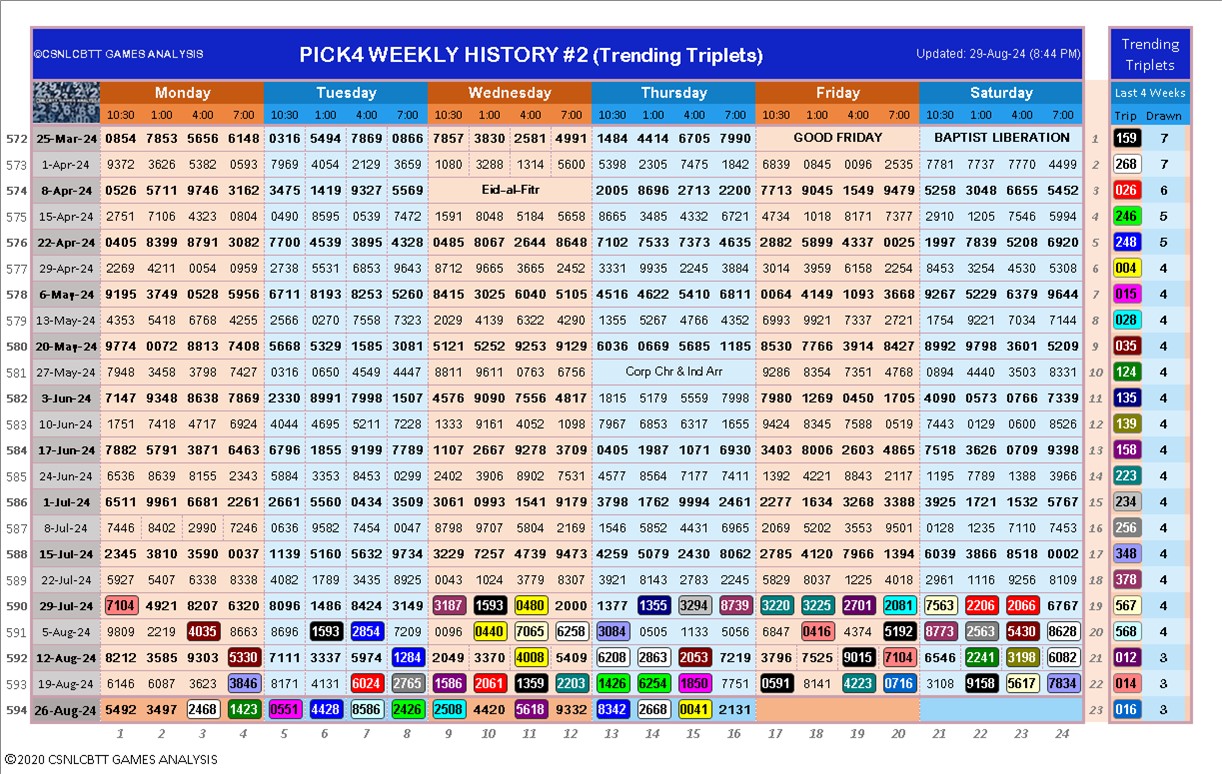 ©CSNLCBTT GAMES ANALYSIS PICK4 WEEKLY HISTORY #2 (Trending Triplets) Updated: 29-Aug-24 (8:44 PM) Trending Triplets
Monday Tuesday Wednesday Thursday Friday Saturday Last 4 Weeks
10:30 1:00 4:00 7:00 10:30 1:00 4:00 7:00 10:30 1:00 4:00 7:00 10:30 1:00 4:00 7:00 10:30 1:00 4:00 7:00 10:30 1:00 4:00 7:00 Trip Drawn
572 25-Mar-24 0854 7853 5656 6148 0316 5494 7869 0866 7857 3830 2581 4991 1484 4414 6705 7990 GOOD FRIDAY BAPTIST LIBERATION 1 159 7
573 1-Apr-24 9372 3626 5382 0593 7969 4054 2129 3659 1080 3288 1314 5600 5398 2305 7475 1842 6839 0845 0096 2535 7781 7737 7770 4499 2 268 7
574 8-Apr-24 0526 5711 9746 3162 3475 1419 9327 5569 Eid-al-Fitr 2005 8696 2713 2200 7713 9045 1549 9479 5258 3048 6655 5452 3 026 6
575 15-Apr-24 2751 7106 4323 0804 0490 8595 0539 7472 1591 8048 5184 5658 8665 3485 4332 6721 4734 1018 8171 7377 2910 1205 7546 5994 4 246 5
576 22-Apr-24 0405 8399 8791 3082 7700 4539 3895 4328 0485 8067 2644 8648 7102 7533 7373 4635 2882 5899 4337 0025 1997 7839 5208 6920 5 248 5
577 29-Apr-24 2269 4211 0054 0959 2738 5531 6853 9643 8712 9665 3665 2452 3331 9935 2245 3884 3014 3959 6158 2254 8453 3254 4530 5308 6 004 4
578 6-May-24 9195 3749 0528 5956 6711 8193 8253 5260 8415 3025 6040 5105 4516 4622 5410 6811 0064 4149 1093 3668 9267 5229 6379 9644 7 015 4
579 13-May-24 4353 5418 6768 4255 2566 0270 7558 7323 2029 4139 6322 4290 1355 5267 4766 4352 6993 9921 7337 2721 1754 9221 7034 7144 8 028 4
580 20-May-24 9774 0072 8813 7408 5668 5329 1585 3081 9121 5252 9253 9129 6036 0669 5685 1185 8530 7766 3914 8427 8992 9798 3601 5209 9 035 4
581 27-May-24 7948 3458 3798 7427 0316 0650 4549 4447 8811 9611 0763 6756 Corp Chr & Ind Arr 9286 8354 7351 4768 0894 4440 3503 8331 10 124 4
582 3-Jun-24 7147 9348 8638 7869 2330 8991 7998 1507 4576 9090 7556 4817 1815 5179 5559 7998 7980 1269 0450 1705 4090 0573 0766 7339 11 135 4
583 10-Jun-24 1751 7418 4717 6924 4044 4695 5211 7228 1333 9161 4052 1098 7967 6853 6317 1655 9424 8345 7588 0519 7443 0129 0600 8526 12 139 4
584 17-Jun-24 7882 5791 3871 6463 6796 1855 9199 7789 1107 2667 9278 3709 0405 1987 1071 6930 3403 8006 2603 4865 7518 3626 0709 9398 13 158 4
585 24-Jun-24 6536 8639 8155 2343 5884 3353 8453 0299 2402 3906 8902 7531 4577 8564 7177 7411 1392 4221 8843 2117 1195 7789 1388 3966 14 223 4
586 1-Jul-24 6511 9961 6681 2261 2661 5560 0434 3509 3061 0993 1541 9179 3798 1762 9994 2461 2277 1634 3268 3388 3925 1721 1532 5767 15 234 4
587 8-Jul-24 7446 8402 2990 7246 0636 9582 7454 0047 8798 9707 5804 2169 1546 5852 4431 6965 2069 5202 3553 9501 0128 1235 7110 7453 16 256 4
588 15-Jul-24 2345 3810 3590 0037 1139 5160 5632 9734 3229 7257 4739 9473 4259 5079 2430 8062 2785 4120 7966 1394 6039 3866 8518 0002 17 348 4
589 22-Jul-24 5927 5407 6338 8338 4082 1789 3435 8925 0043 1024 3779 8307 3921 8143 2783 2245 5829 8037 1225 4018 2961 1116 9256 8109 18 378 4
590 29-Jul-24 7104 4921 8207 6320 8096 1486 8424 3149 3187 1593 0480 2000 1377 1355 3294 8739 3220 3225 2701 2081 7563 2206 2066 6767 19 567 4
591 5-Aug-24 9809 2219 4035 8663 8696 1593 2854 7209 0096 0440 7065 6258 3084 0505 1133 5056 6847 0416 4374 5192 8773 2563 5430 8628 20 568 4
592 12-Aug-24 8212 3585 9303 5330 7111 3337 5974 1284 2049 3370 4008 5409 6208 2863 2053 7219 3796 7525 9015 7104 6546 2241 3198 6082 21 012 3
593 19-Aug-24 6146 6087 3623 3846 8171 4131 6024 2765 1586 2061 1359 2203 1426 6254 1850 7751 0591 8141 4223 0716 3108 9158 5617 7834 22 014 3
594 26-Aug-24 5492 3497 2468 1423 0551 4428 8586 2426 2508 4420 5618 9332 8342 2668 0041 2131 23 016 3
1 2 3 4 5 6 7 8 9 10 11 12 13 14 15 16 17 18 19 20 21 22 23 24
©2020 CSNLCBTT GAMES ANALYSIS